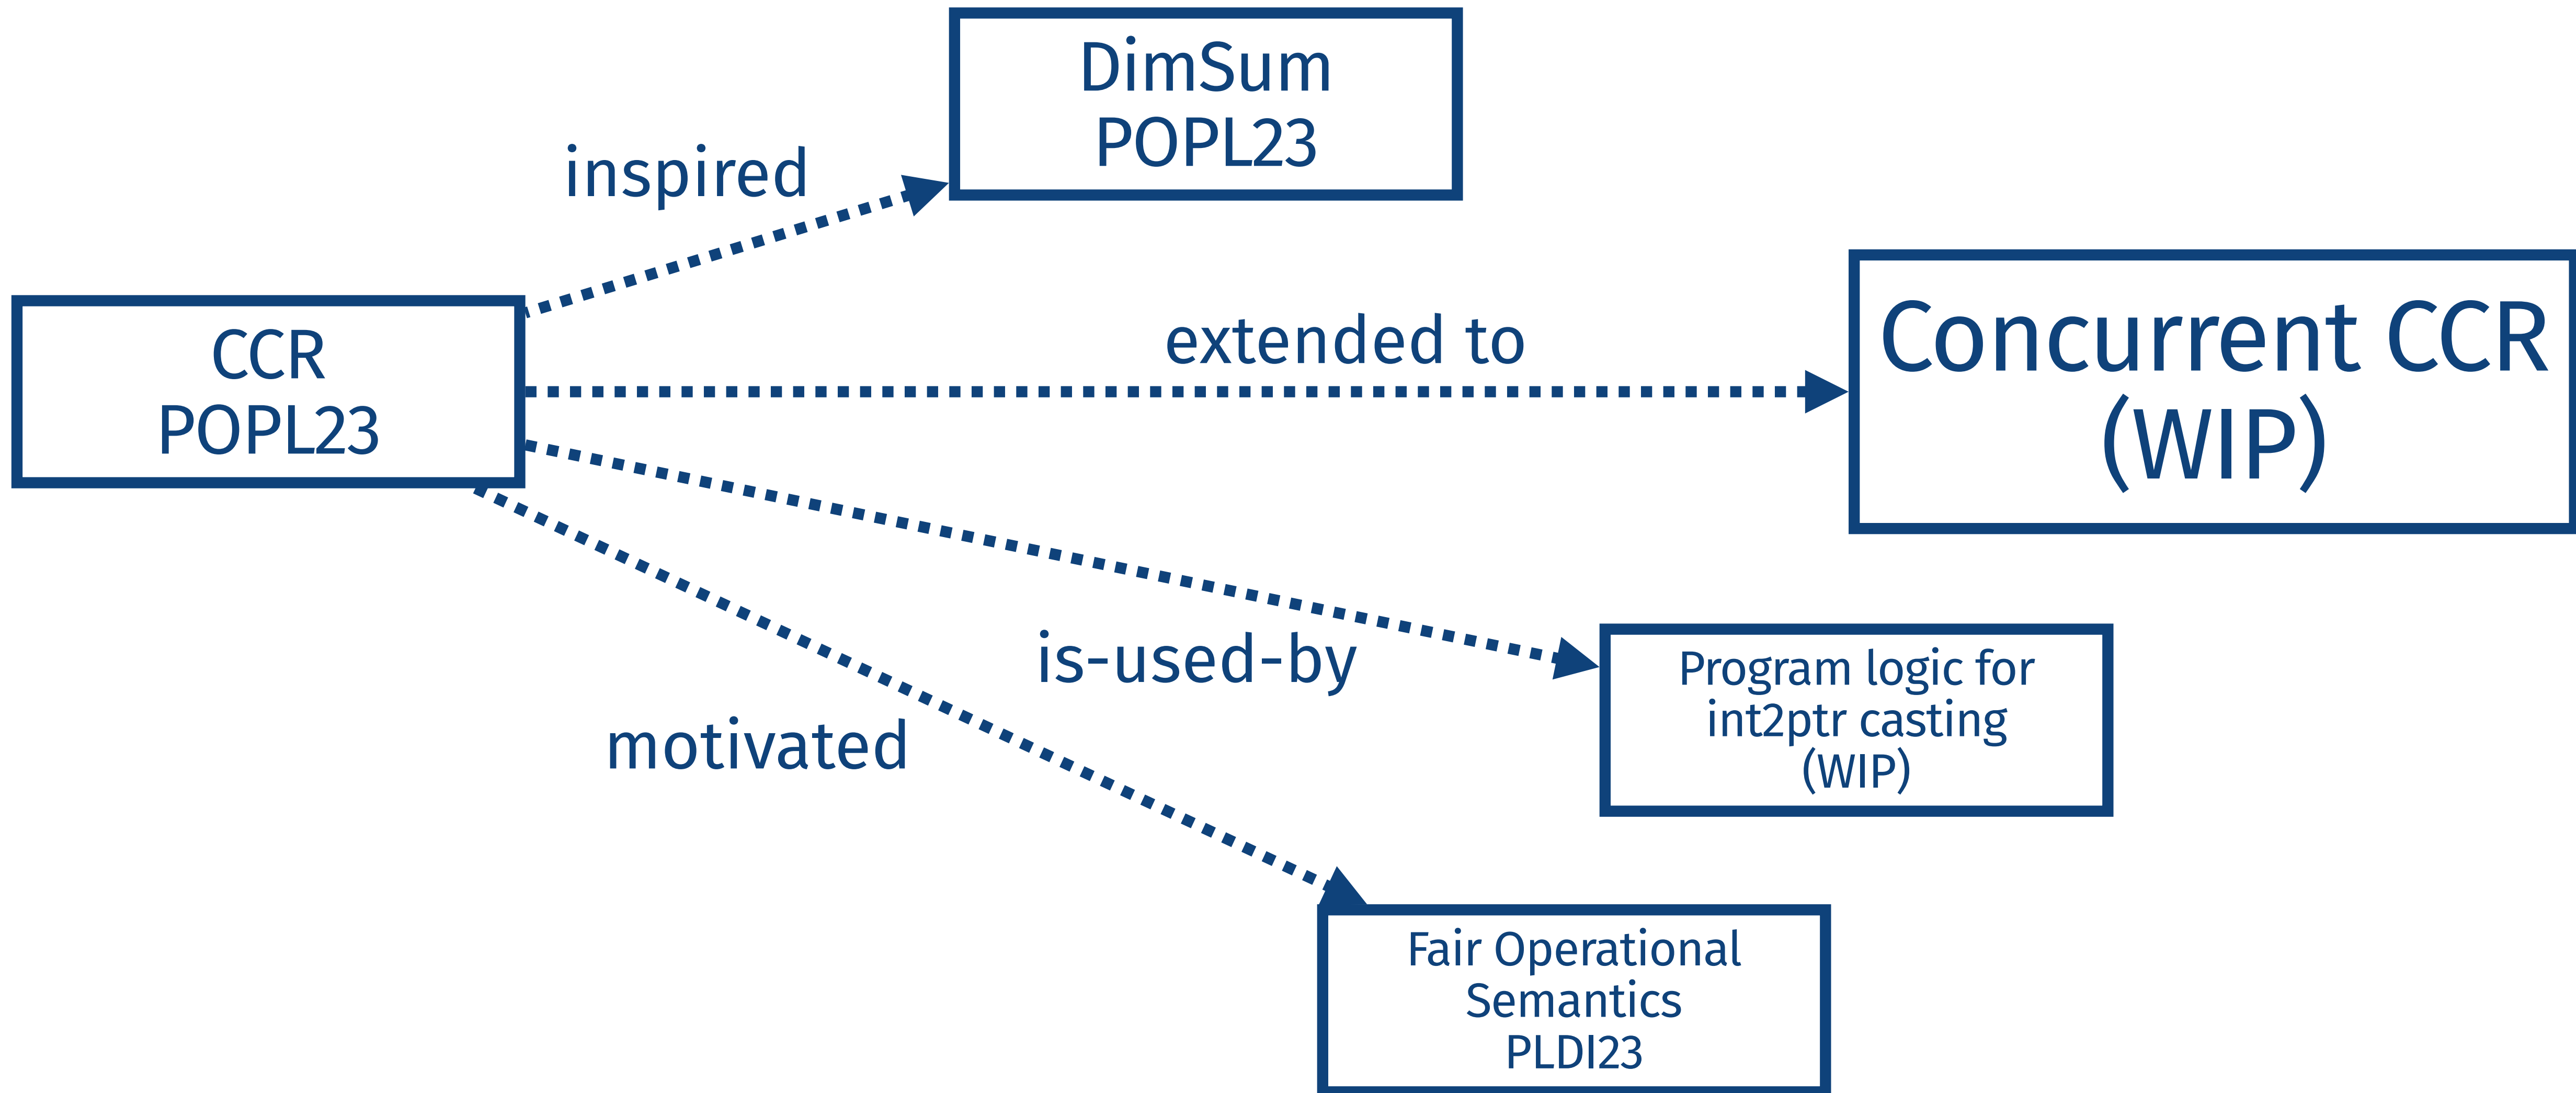 DimSum
POPL23
inspired
CCR
POPL23
extended to
Concurrent CCR
(WIP)
is-used-by
Program logic for
int2ptr casting
(WIP)
motivated
Fair Operational
Semantics
PLDI23